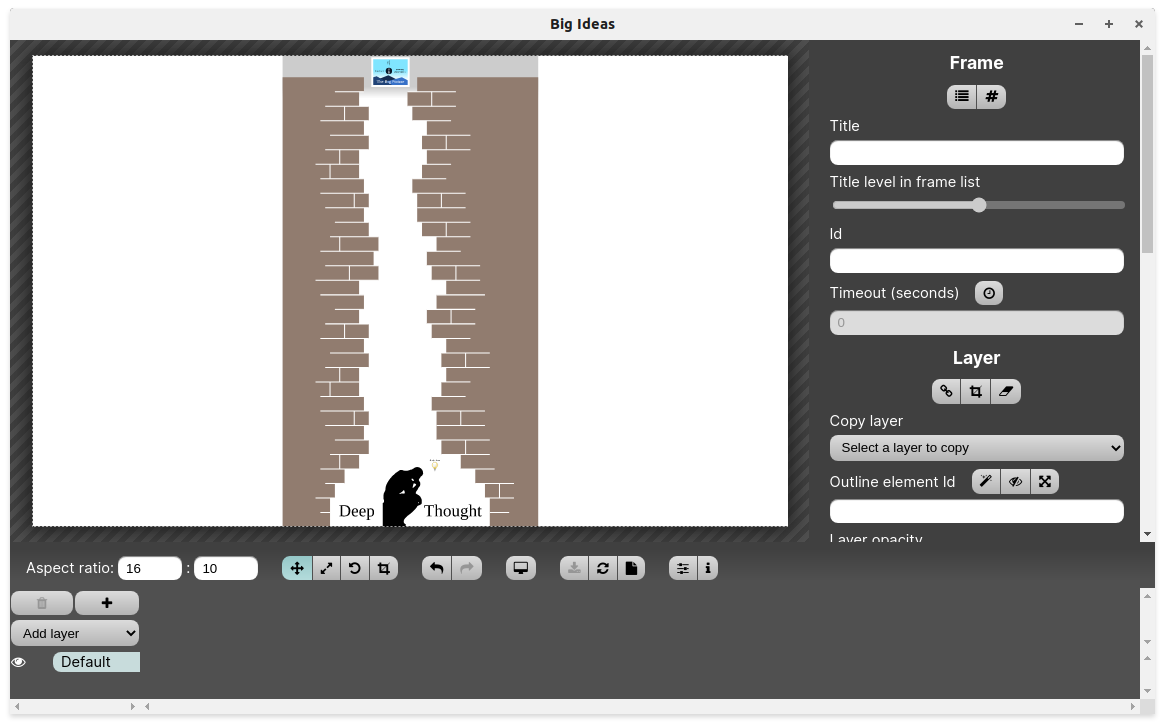 Big Ideas
Frame
Title
Title level in frame list
Id
Timeout (seconds)
0
Layer
Copy layer
Select a layer to copy
Outline element Id
Layer opacity
The Big Picture
Deep Thought
Aspect ratio: 16 : 10
Add layer
Default